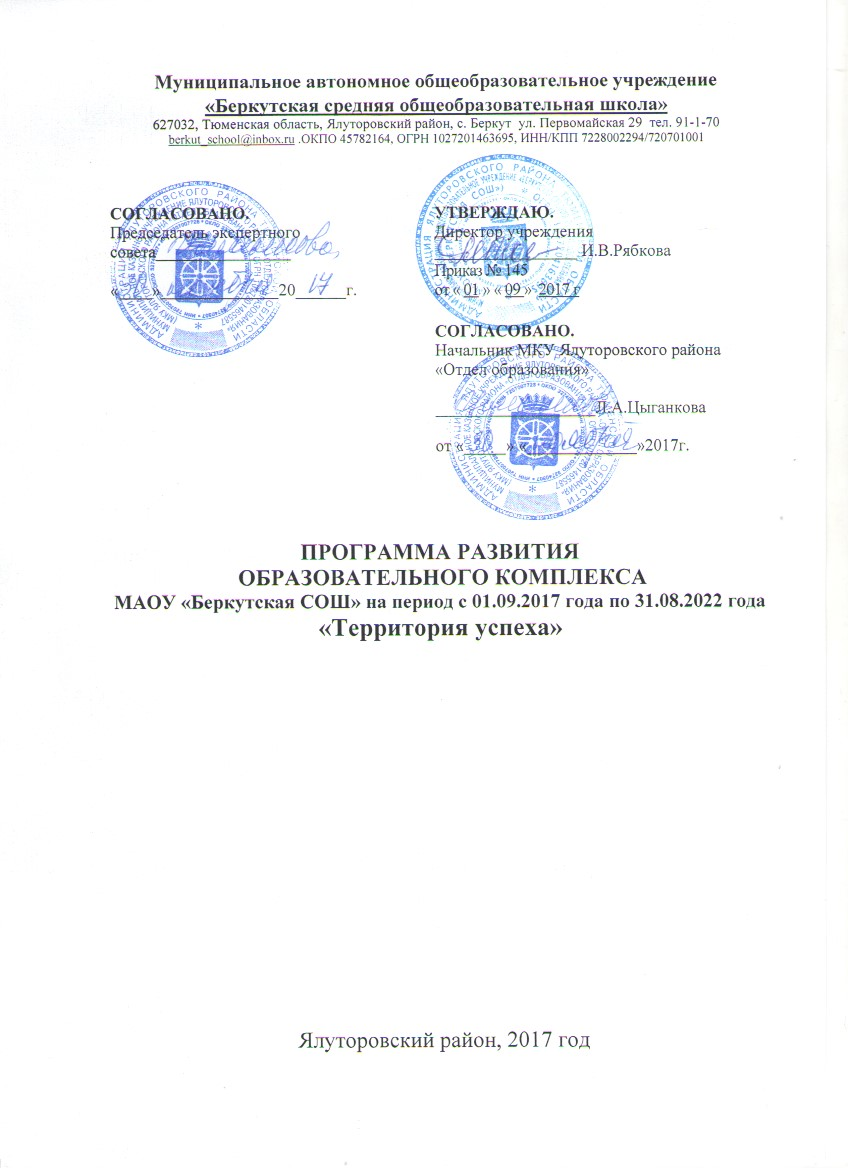 Муниципальное автономное общеобразовательное учреждение
«Беркутская средняя общеобразовательная школа»
627032, Тюменская область, Ялуторовский район, с. Беркут ул. Первомайская 29 тел. 91-1-70
berkut_school@inbox.ru .ОКПО 45782164, ОГРН 1027201463695, ИНН/КПП 7228002294/720701001
СОГЛАСОВАНО.
Председатель экспертного
совета
«____» 20 17 г.
УТВЕРЖДАЮ.
Директор учреждения
И.В.Рябкова
Приказ № 145
от « 01 » « 09 » 2017 г
СОГЛАСОВАНО.
Начальник МКУ Ялуторовского района
«Отдел образования»
Л.А.Цыганкова
от « » « »2017г.
ПРОГРАММА РАЗВИТИЯ
ОБРАЗОВАТЕЛЬНОГО КОМПЛЕКСА
МАОУ «Беркутская СОШ» на период с 01.09.2017 года по 31.08.2022 года
«Территория успеха»
Ялуторовский район, 2017 год